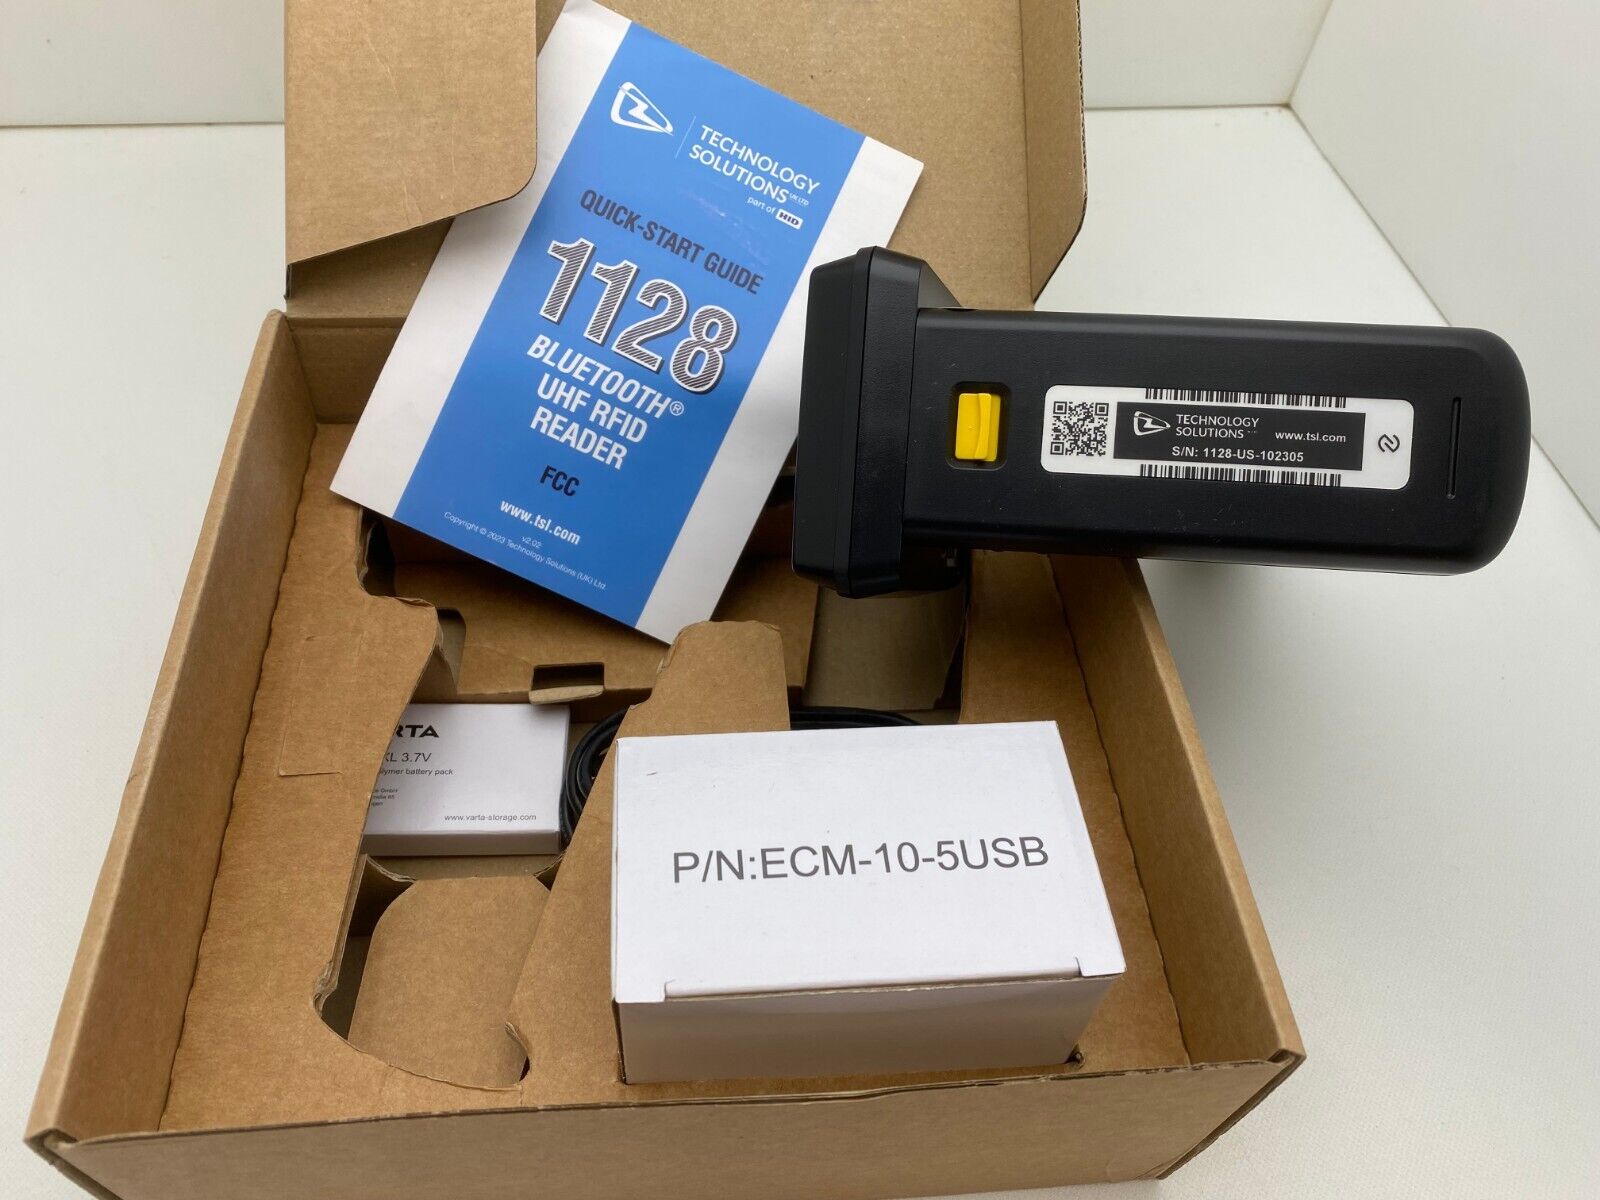 TECHNOLOGY
SOLUTIONS UK LTD
part of HID
QUICK-START GUIDE
1128
BLUETOOTH®
UHF RFID
READER
FCC
www.tsl.com
v2.02
Copyright © 2023 Technology Solutions (UK) Ltd
TECHNOLOGY
SOLUTIONS
www.tsl.com
S/N: 1128-US-102305
RTA
XL 3.7V
lymer battery pack
www.varta-storage.com
P/N:ECM-10-5USB